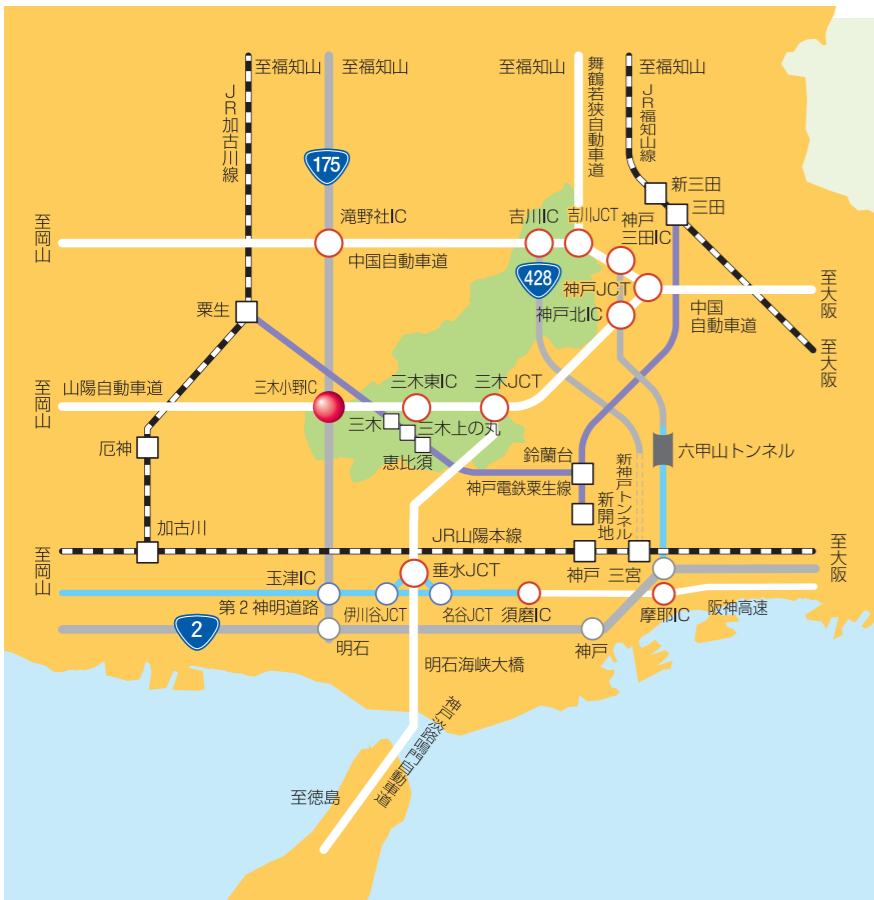 至福知山
至福知山
至福知山
至福知山
JR加古川線
舞鶴若狭自動車道
JR福知山線
175
新三田
三田
滝野社IC
吉川IC
吉川JCT
神戸
三田IC
至岡山
中国自動車道
428
神戸JCT
至大阪
神戸北IC
中国
自動車道
粟生
至大阪
山陽自動車道
三木小野IC
三木東IC
三木JCT
至岡山
三木
三木上の丸
恵比須
厄神
鈴蘭台
神戸電鉄粟生線
新開地
新神戸トンネル
六甲山トンネル
加古川
JR山陽本線
至岡山
神戸
三宮
至大阪
玉津IC
垂水JCT
第2神明道路
伊川谷JCT
名谷JCT
須磨IC
摩耶IC
阪神高速
2
明石
神戸
明石海峡大橋
神戸淡路鳴門自動車道
至徳島